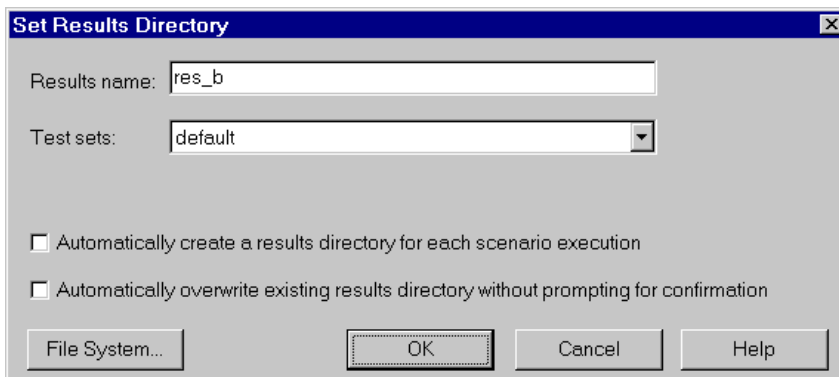 Set Results Directory
Results name: res_b
Test sets: default
Automatically create a results directory for each scenario execution
Automatically overwrite existing results directory without prompting for confirmation
File System... OK Cancel Help